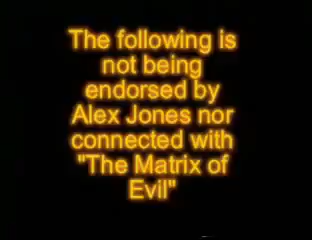 The following is
not being
endorsed by
Alex Jones nor
connected with
"The Matrix of
Evil"